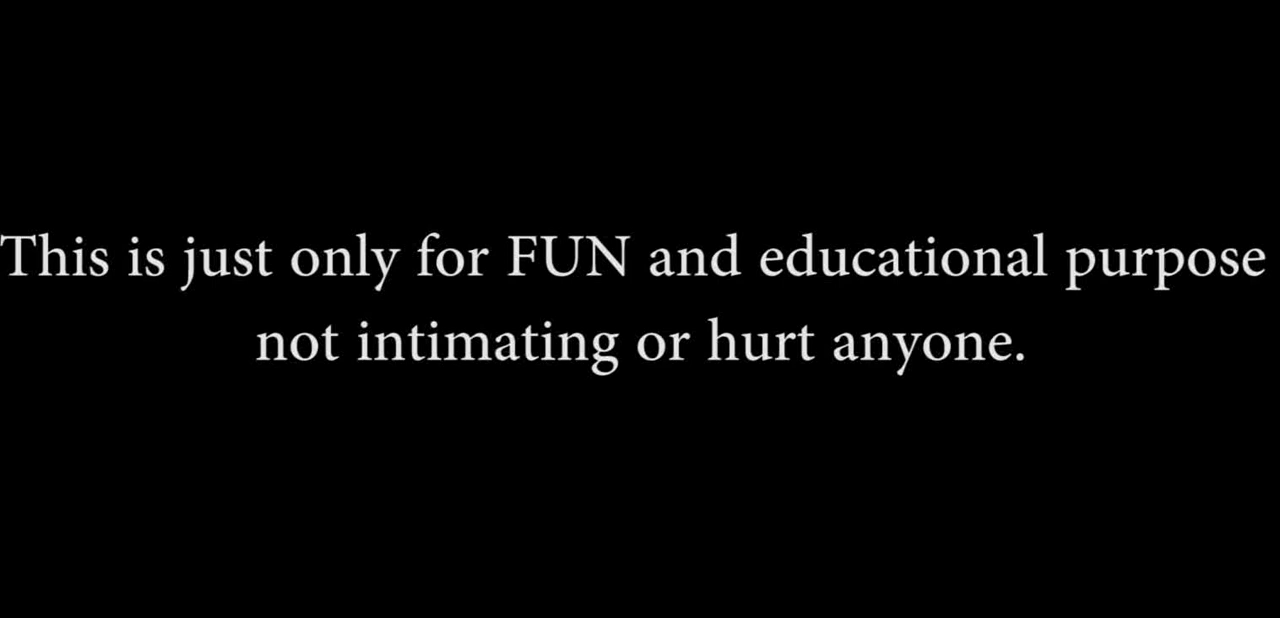 This is just only for FUN and educational purpose
not intimating or hurt anyone.